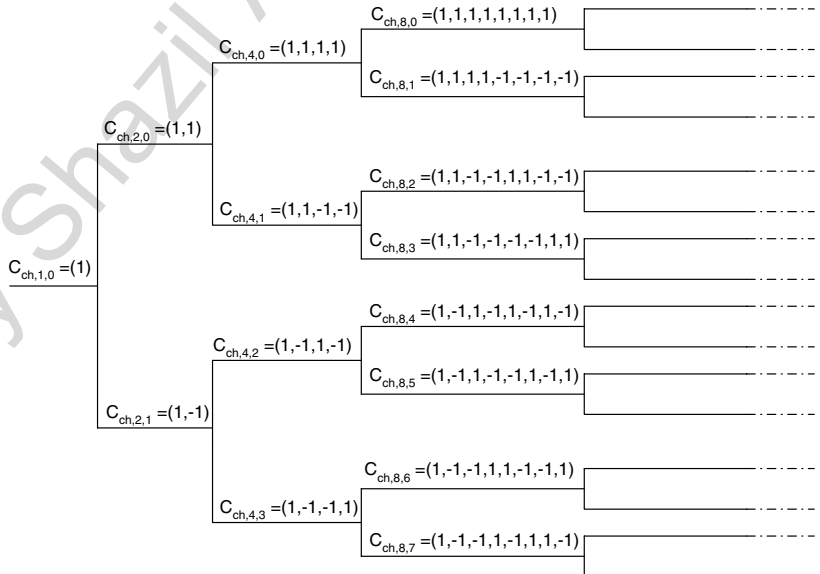 C_ch,8,0 =(1,1,1,1,1,1,1,1)
C_ch,4,0 =(1,1,1,1)
C_ch,8,1 =(1,1,1,1,-1,-1,-1,-1)
C_ch,2,0 =(1,1)
C_ch,8,2 =(1,1,-1,-1,1,1,-1,-1)
C_ch,4,1 =(1,1,-1,-1)
C_ch,8,3 =(1,1,-1,-1,-1,-1,1,1)
C_ch,1,0 =(1)
C_ch,8,4 =(1,-1,1,-1,1,-1,1,-1)
C_ch,4,2 =(1,-1,1,-1)
C_ch,8,5 =(1,-1,1,-1,-1,1,-1,1)
C_ch,2,1 =(1,-1)
C_ch,8,6 =(1,-1,-1,1,1,-1,-1,1)
C_ch,4,3 =(1,-1,-1,1)
C_ch,8,7 =(1,-1,-1,1,-1,1,1,-1)
y Shazil